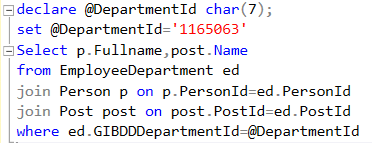 declare @DepartmentId char(7);
set @DepartmentId='1165063'
Select p.Fullname,post.Name
from EmployeeDepartment ed
join Person p on p.PersonId=ed.PersonId
join Post post on post.PostId=ed.PostId
where ed.GIBDDDepartmentId=@DepartmentId